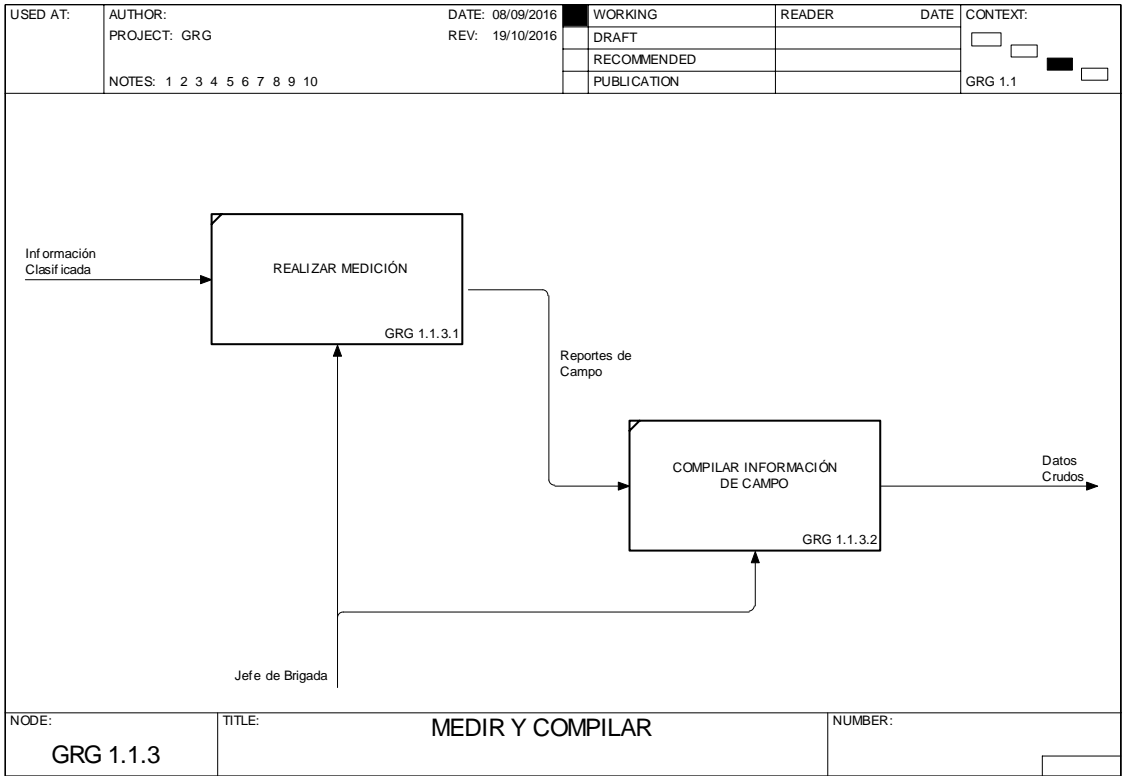 USED AT:
AUTHOR:
DATE: 08/09/2016
PROJECT: GRG
REV: 19/10/2016
NOTES: 1 2 3 4 5 6 7 8 9 10
WORKING
DRAFT
RECOMMENDED
PUBLICATION
READER
DATE
CONTEXT:
GRG 1.1
Información
Clasificada
REALIZAR MEDICIÓN
GRG 1.1.3.1
Reportes de
Campo
COMPILAR INFORMACIÓN
DE CAMPO
GRG 1.1.3.2
Datos
Crudos
Jefe de Brigada
NODE:
GRG 1.1.3
TITLE:
MEDIR Y COMPILAR
NUMBER: